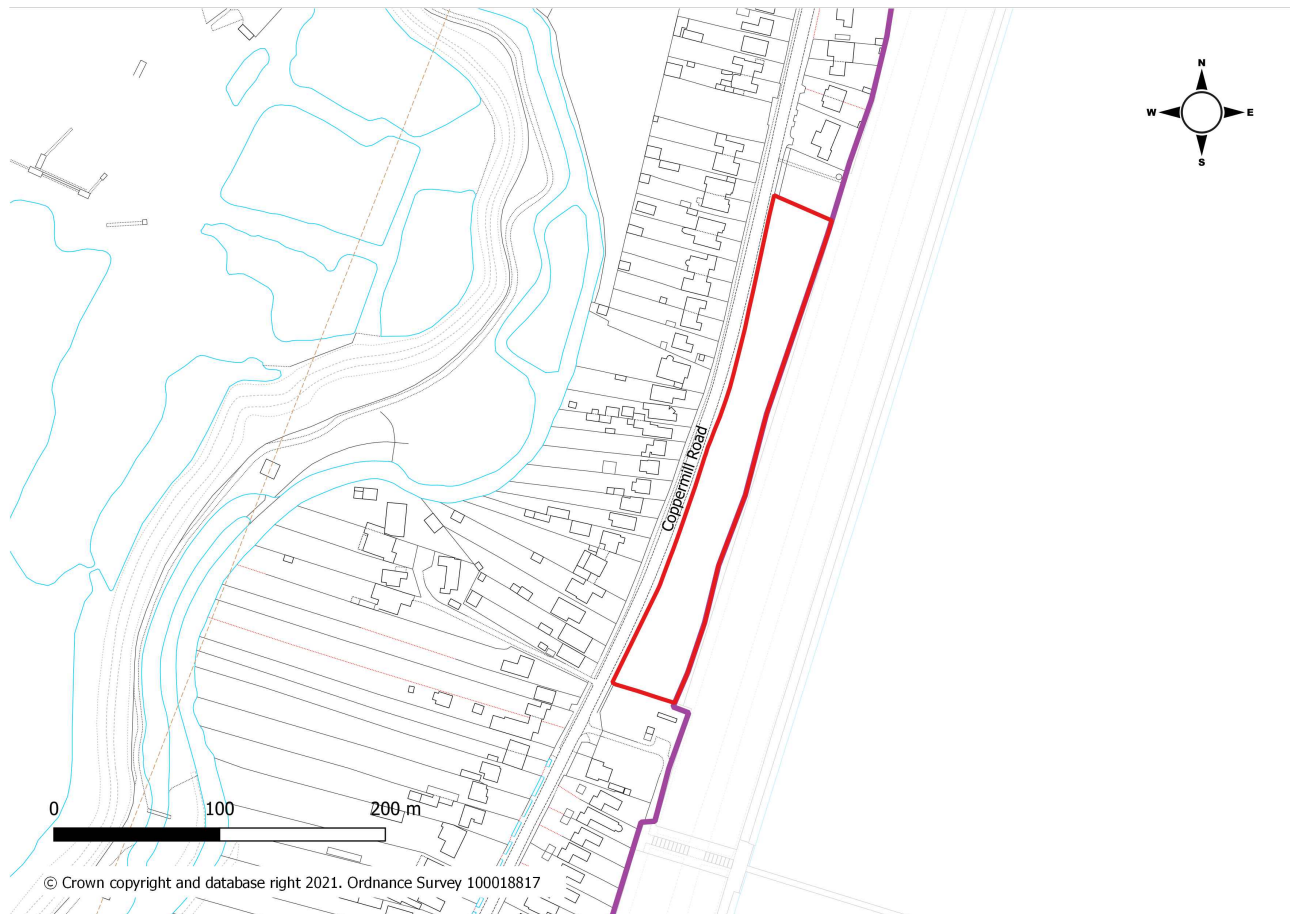 N
W E
S
Coppermill Road
0 100 200 m
© Crown copyright and database right 2021. Ordnance Survey 100018817